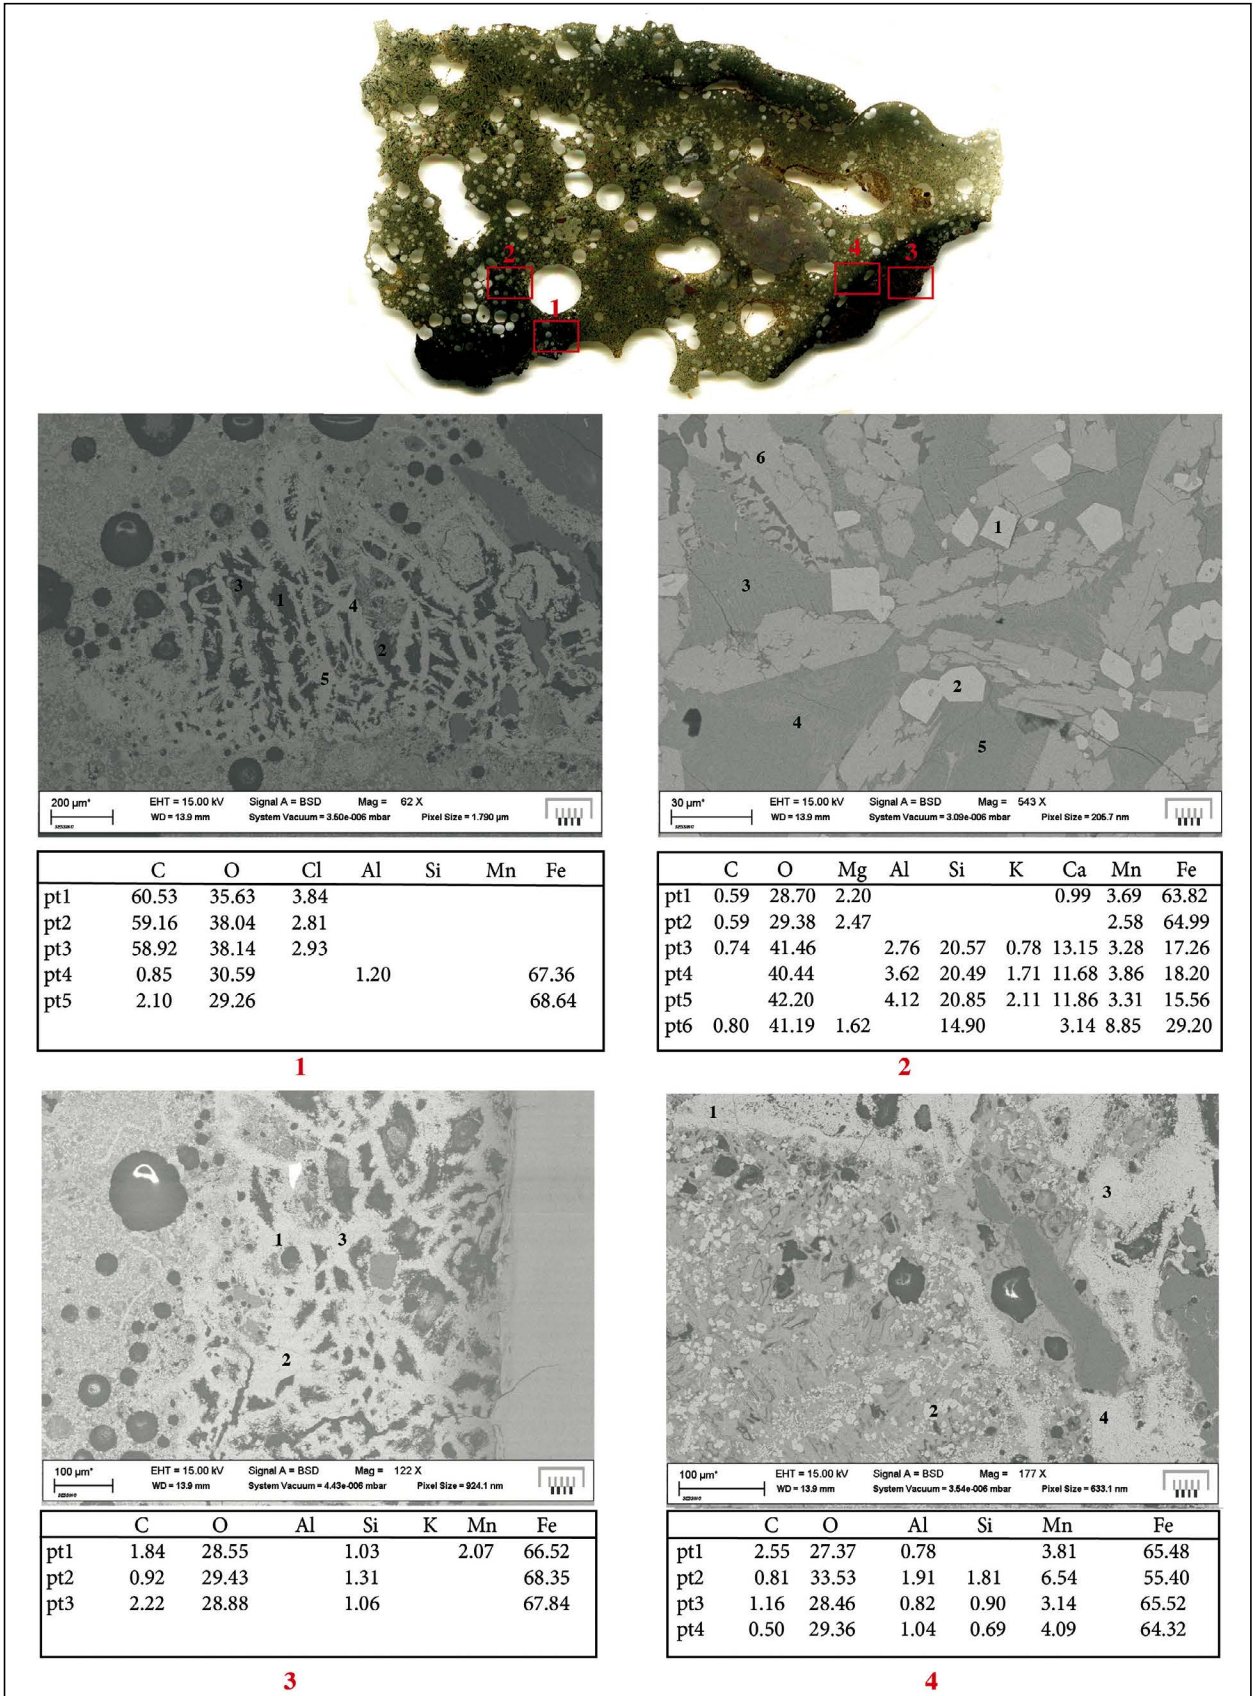 2
4
3
1
3
1
4
2
5
200 µm*
EHT = 15.00 kV
Signal A = BSD
Mag = 62 X
WD = 13.9 mm
System Vacuum = 3.50e-006 mbar
Pixel Size = 1.790 µm
C O Cl Al Si Mn Fe
pt1 60.53 35.63 3.84
pt2 59.16 38.04 2.81
pt3 58.92 38.14 2.93
pt4 0.85 30.59 1.20 67.36
pt5 2.10 29.26 68.64
1
6
1
3
2
4
5
30 µm*
EHT = 15.00 kV
Signal A = BSD
Mag = 543 X
WD = 13.9 mm
System Vacuum = 3.09e-006 mbar
Pixel Size = 205.7 nm
C O Mg Al Si K Ca Mn Fe
pt1 0.59 28.70 2.20 0.99 3.69 63.82
pt2 0.59 29.38 2.47 2.58 64.99
pt3 0.74 41.46 2.76 20.57 0.78 13.15 3.28 17.26
pt4 40.44 3.62 20.49 1.71 11.68 3.86 18.20
pt5 42.20 4.12 20.85 2.11 11.86 3.31 15.56
pt6 0.80 41.19 1.62 14.90 3.14 8.85 29.20
2
1
3
2
100 µm*
EHT = 15.00 kV
Signal A = BSD
Mag = 122 X
WD = 13.9 mm
System Vacuum = 4.43e-006 mbar
Pixel Size = 924.1 nm
C O Al Si K Mn Fe
pt1 1.84 28.55 1.03 2.07 66.52
pt2 0.92 29.43 1.31 68.35
pt3 2.22 28.88 1.06 67.84
3
1
3
2
4
100 µm*
EHT = 15.00 kV
Signal A = BSD
Mag = 177 X
WD = 13.9 mm
System Vacuum = 3.54e-006 mbar
Pixel Size = 633.1 nm
C O Al Si Mn Fe
pt1 2.55 27.37 0.78 3.81 65.48
pt2 0.81 33.53 1.91 1.81 6.54 55.40
pt3 1.16 28.46 0.82 0.90 3.14 65.52
pt4 0.50 29.36 1.04 0.69 4.09 64.32
4